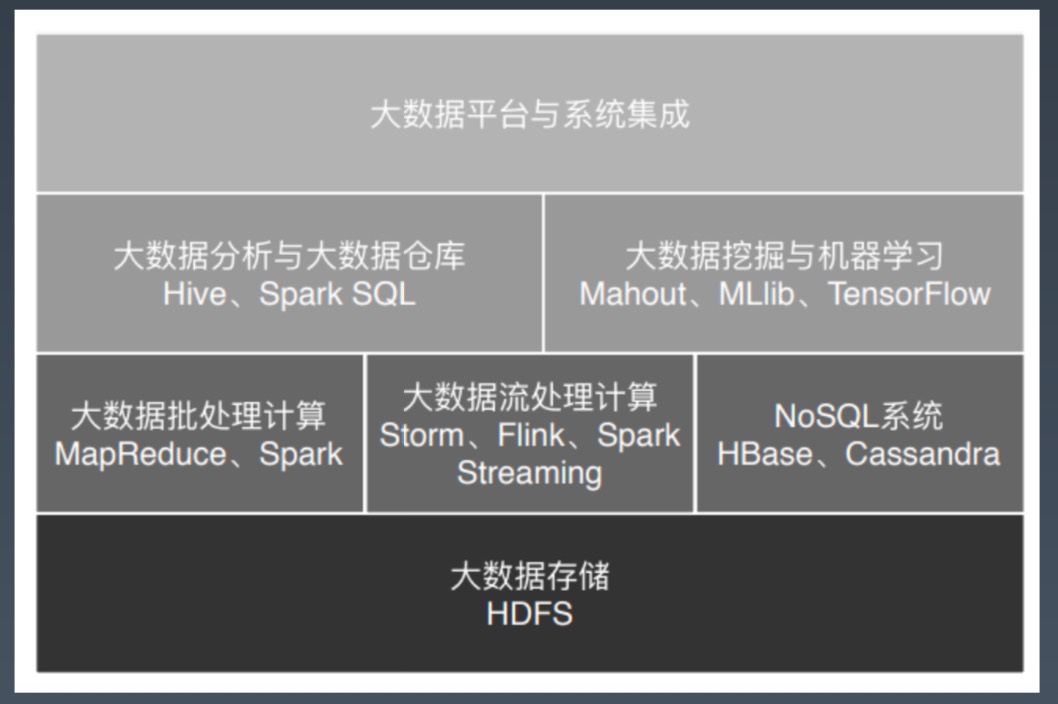 大数据平台与系统集成
大数据分析与大数据仓库
Hive、Spark SQL
大数据挖掘与机器学习
Mahout、MLlib、TensorFlow
大数据批处理计算
MapReduce、Spark
大数据流处理计算
Storm、Flink、Spark
Streaming
NoSQL系统
HBase、Cassandra
大数据存储
HDFS